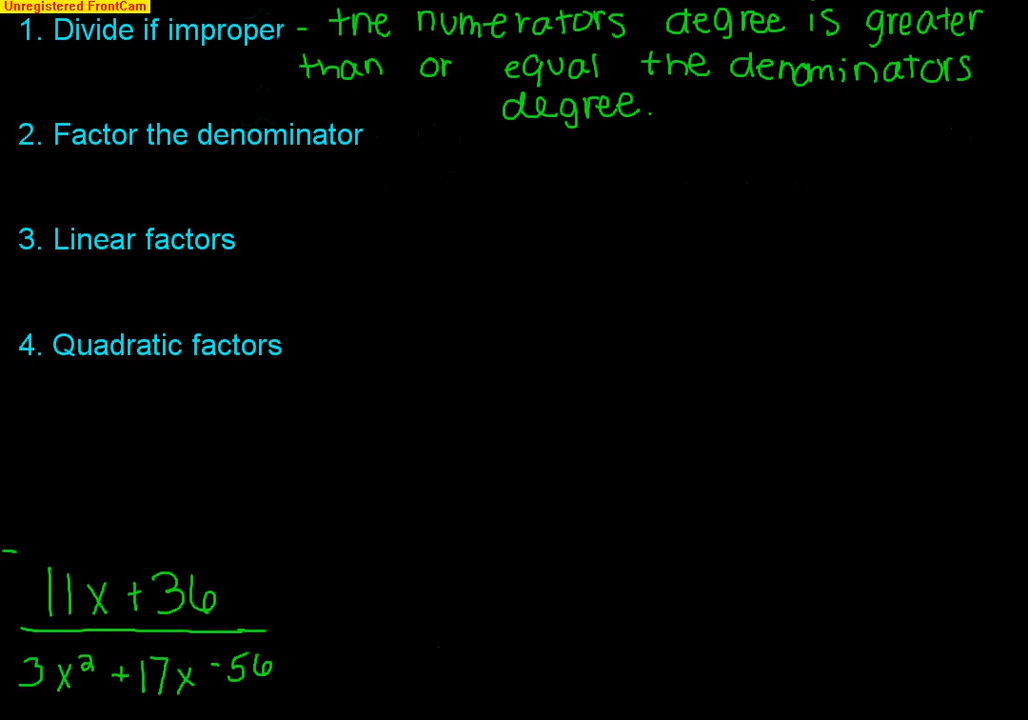 Unregistered FrontCam
1. Divide if improper - the numerators degree is greater
than or equal the denominators
degree.
2. Factor the denominator
3. Linear factors
4. Quadratic factors
-
11x+36
3x² +17x -56